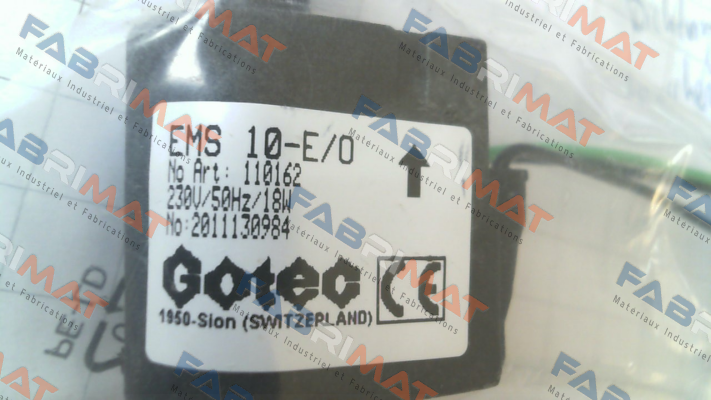 EMS 10-E/O
No Art: 110162
230V/50Hz/18W
No:2011130984
Gotec
CE
1950-Sion (SWITZERLAND)
FABRIMAT
Materiaux Industriel et Fabrications